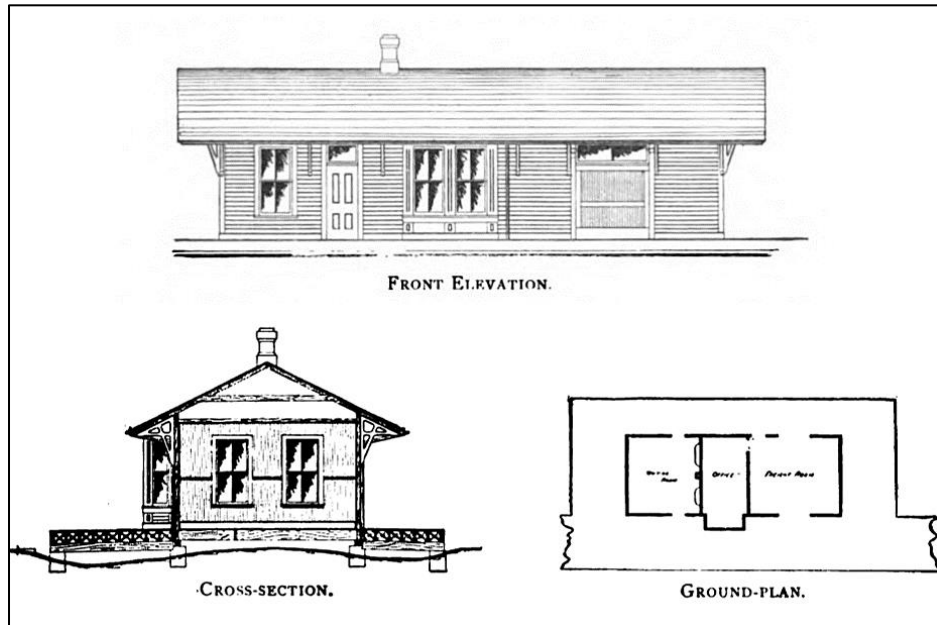 FRONT ELEVATION.
CROSS-SECTION.
OFFICE
FREIGHT ROOM
GROUND-PLAN.